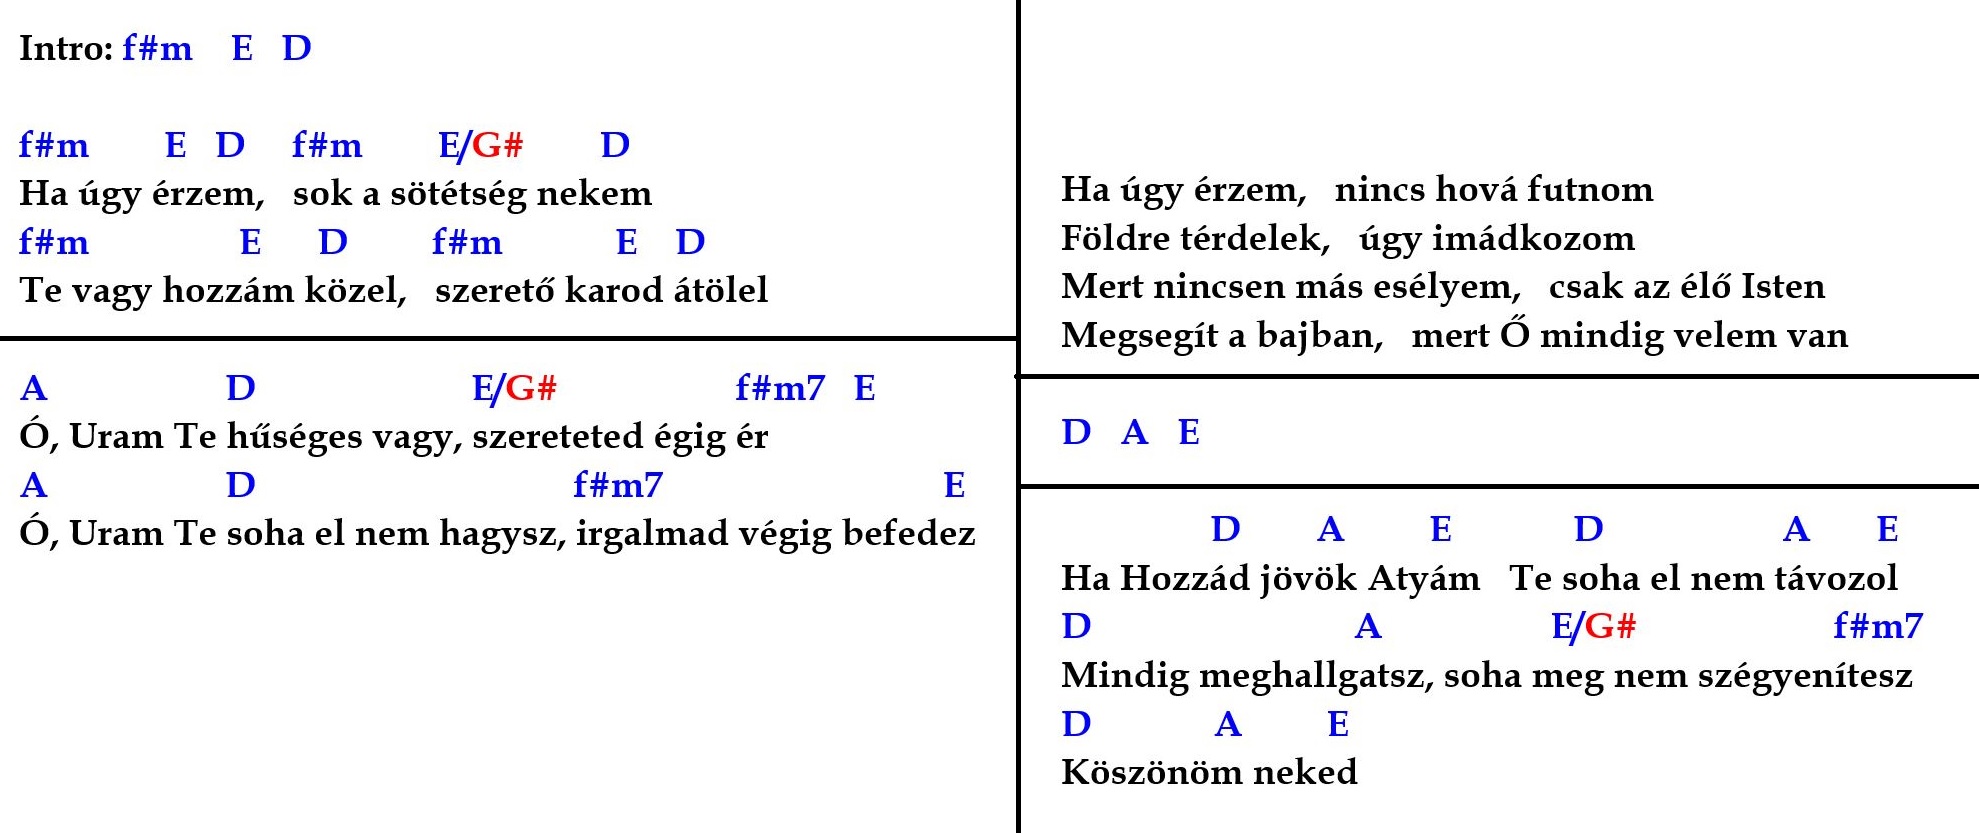 Intro: f#m E D
f#m E D f#m E/G# D
Ha úgy érzem, sok a sötétség nekem
f#m E D f#m E D
Te vagy hozzám közel, szerető karod átölel
A D E/G# f#m7 E
Ó, Uram Te hűséges vagy, szereteted égig ér
A D f#m7 E
Ó, Uram Te soha el nem hagysz, irgalmad végig befedez
Ha úgy érzem, nincs hová futnom
Földre térdelek, úgy imádkozom
Mert nincsen más esélyem, csak az élő Isten
Megsegít a bajban, mert Ő mindig velem van
D A E
D A E D A E
Ha Hozzád jövök Atyám Te soha el nem távozol
D A E/G# f#m7
Mindig meghallgatsz, soha meg nem szégyenítesz
D A E
Köszönöm neked